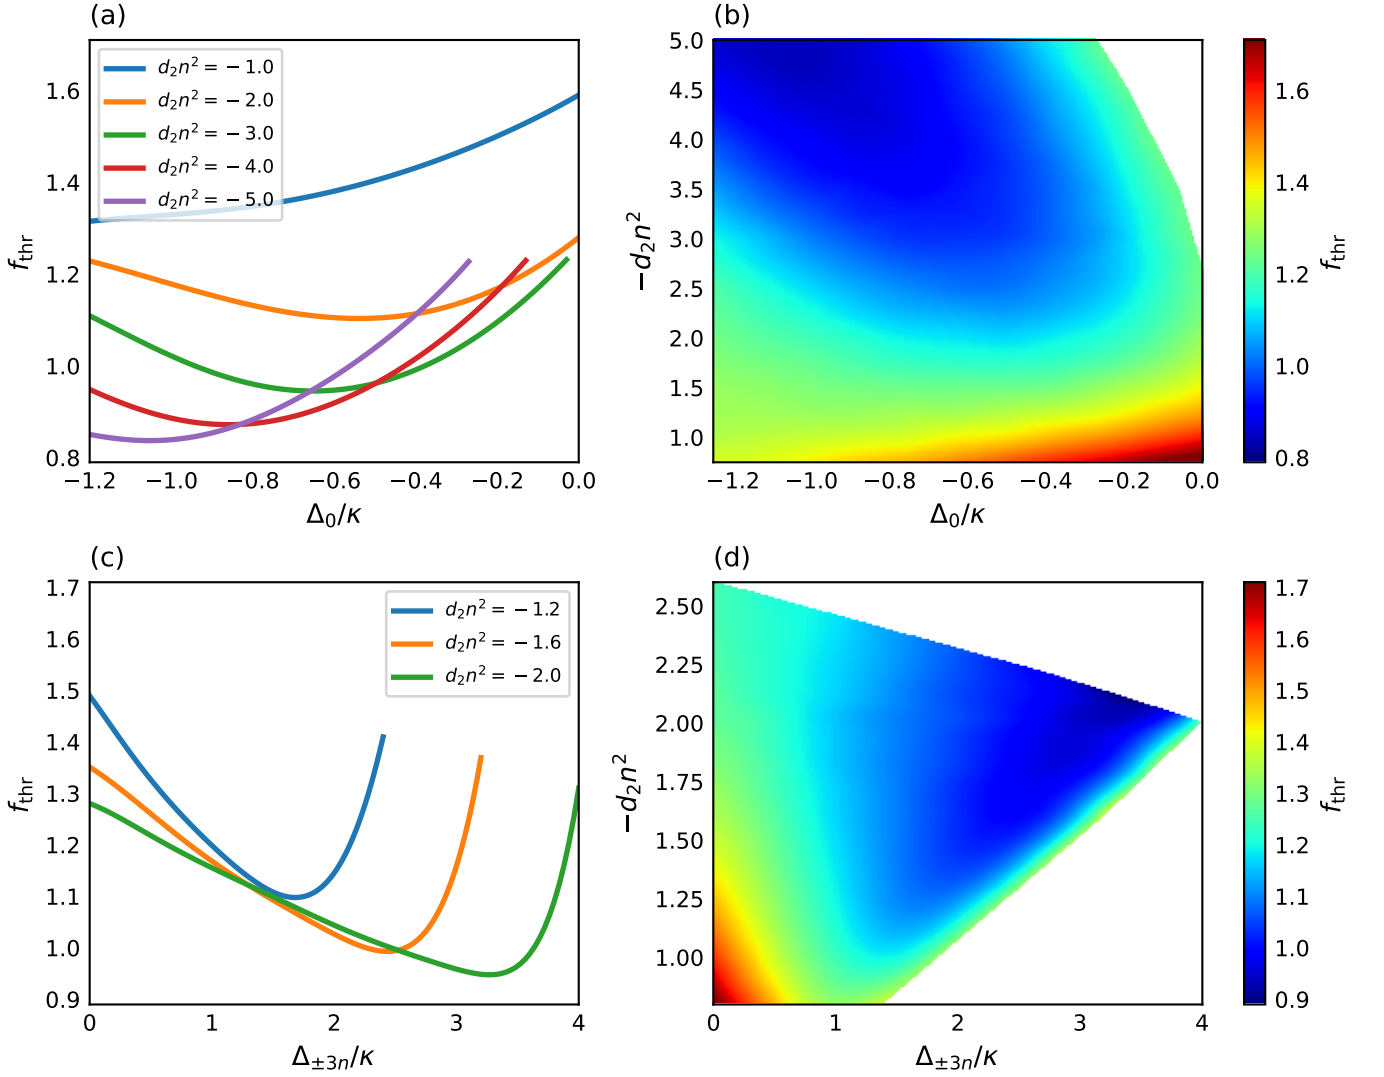 (a)
f_thr
1.6
1.4
1.2
1.0
0.8
d₂n² = −1.0
d₂n² = −2.0
d₂n² = −3.0
d₂n² = −4.0
d₂n² = −5.0
−1.2 −1.0 −0.8 −0.6 −0.4 −0.2 0.0
Δ₀/κ
(b)
−d₂n²
5.0
4.5
4.0
3.5
3.0
2.5
2.0
1.5
1.0
−1.2 −1.0 −0.8 −0.6 −0.4 −0.2 0.0
Δ₀/κ
1.6
1.4
1.2
1.0
0.8
f_thr
(c)
f_thr
1.7
1.6
1.5
1.4
1.3
1.2
1.1
1.0
0.9
d₂n² = −1.2
d₂n² = −1.6
d₂n² = −2.0
0 1 2 3 4
Δ±3n/κ
(d)
−d₂n²
2.50
2.25
2.00
1.75
1.50
1.25
1.00
0 1 2 3 4
Δ±3n/κ
1.7
1.6
1.5
1.4
1.3
1.2
1.1
1.0
0.9
f_thr